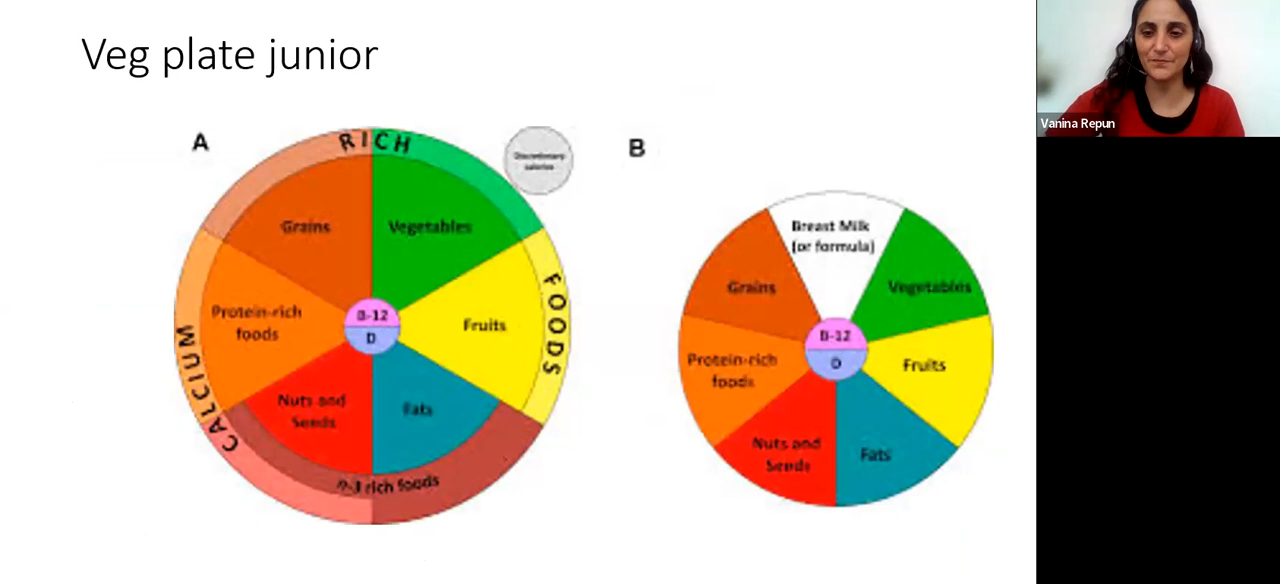 Veg plate junior
A
B
CALCIUM
RICH
FOODS
Discretionary
calories
Grains
Vegetables
Protein-rich
foods
B-12
D
Fruits
Nuts and
Seeds
Fats
rich foods
Breast Milk
(or formula)
Grains
Vegetables
B-12
D
Protein-rich
foods
Fruits
Nuts and
Seeds
Fats
Vanina Repun